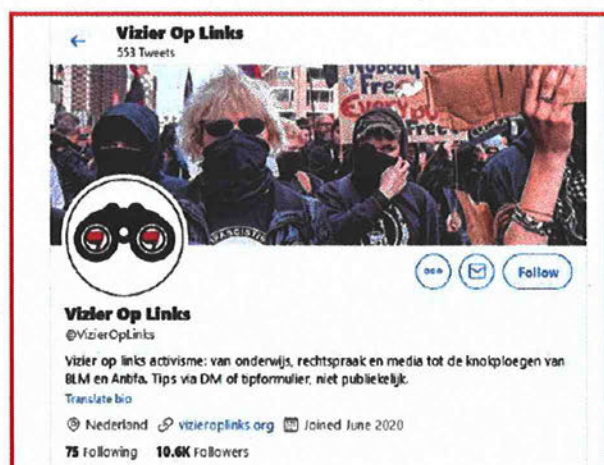 Vizier Op Links
553 Tweets
Nobody
Free
Every
Free
FASCISTIS
Follow
Vizier Op Links
@VizierOpLinks
Vizier op links activisme: van onderwijs, rechtspraak en media tot de knokploegen van
BLM en Antifa. Tips via DM of tipformulier, niet publiekelijk.
Translate bio
Nederland vizieroplinks.org Joined June 2020
75 Following 10.6K Followers